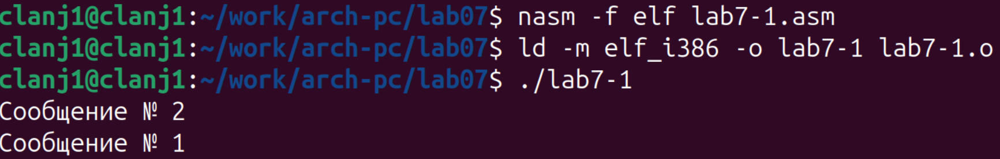 clanj1@clanj1:~/work/arch-pc/lab07$ nasm -f elf lab7-1.asm
clanj1@clanj1:~/work/arch-pc/lab07$ ld -m elf_i386 -o lab7-1 lab7-1.o
clanj1@clanj1:~/work/arch-pc/lab07$ ./lab7-1
Сообщение № 2
Сообщение № 1